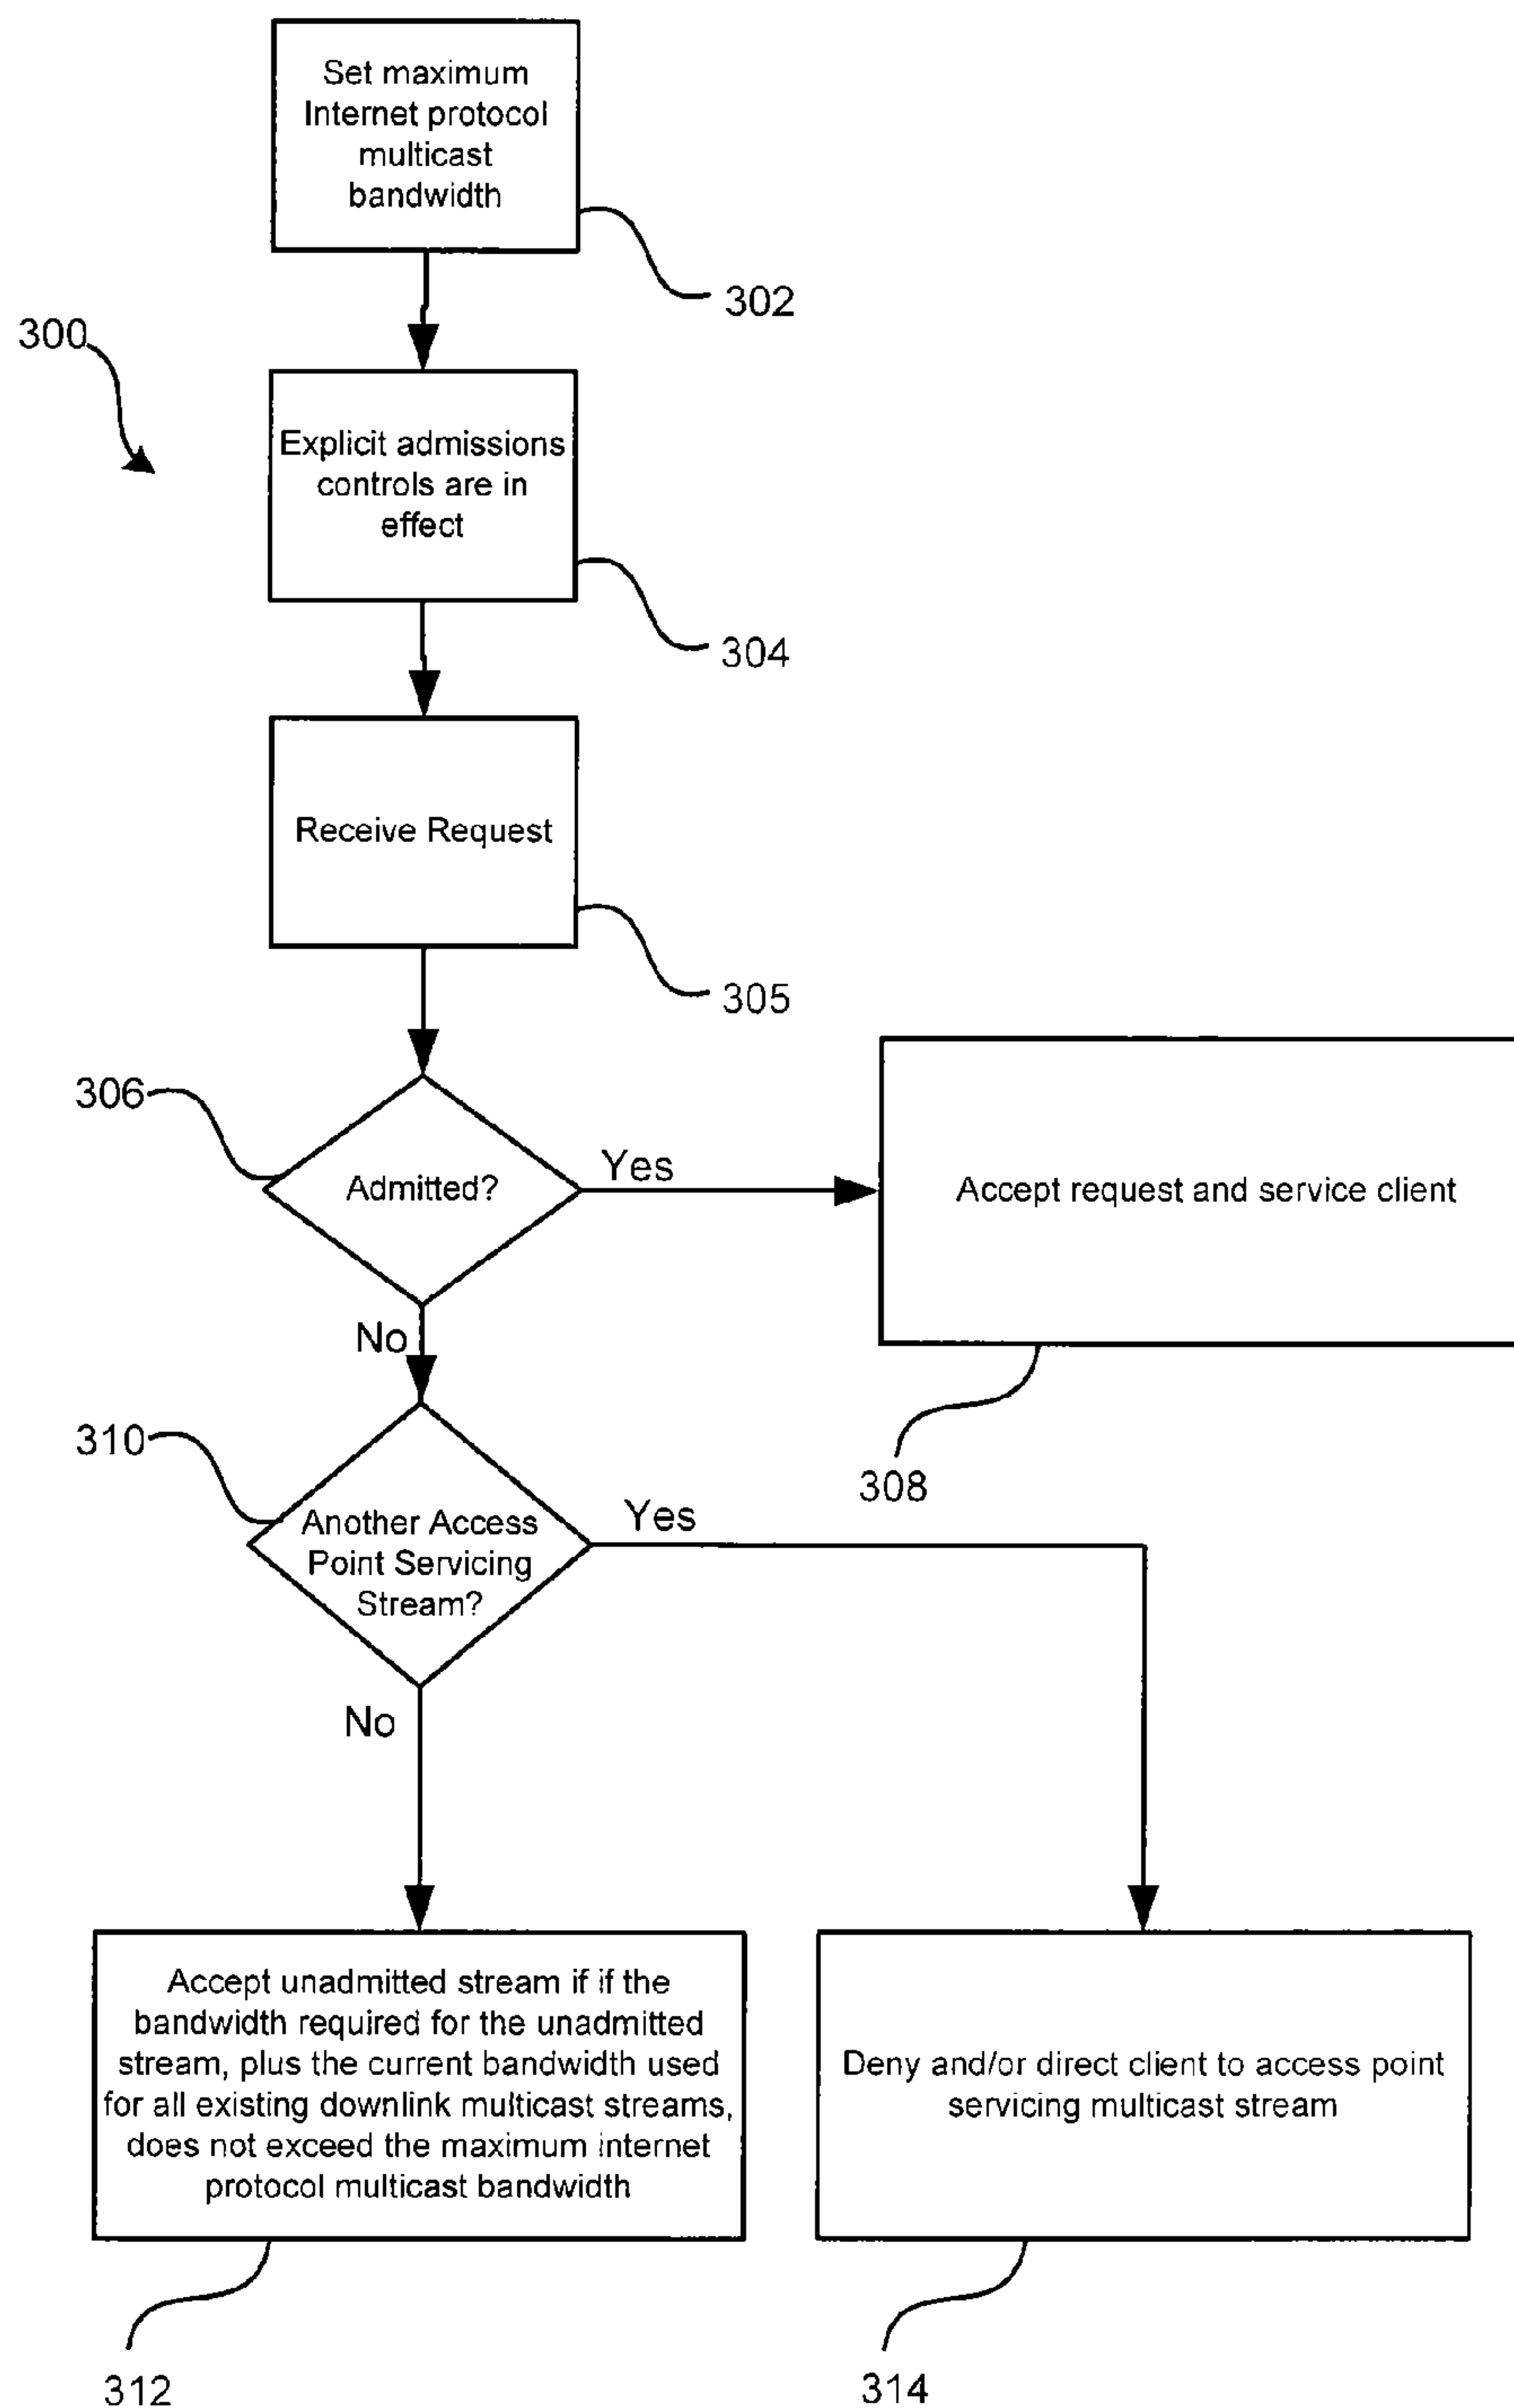 Set maximum
Internet protocol
multicast
bandwidth
302
300
Explicit admissions
controls are in
effect
304
Receive Request
305
306
Admitted?
Yes
Accept request and service client
No
308
310
Another Access
Point Servicing
Stream?
Yes
No
Accept unadmitted stream if if the
bandwidth required for the unadmitted
stream, plus the current bandwidth used
for all existing downlink multicast streams,
does not exceed the maximum internet
protocol multicast bandwidth
Deny and/or direct client to access point
servicing multicast stream
312
314